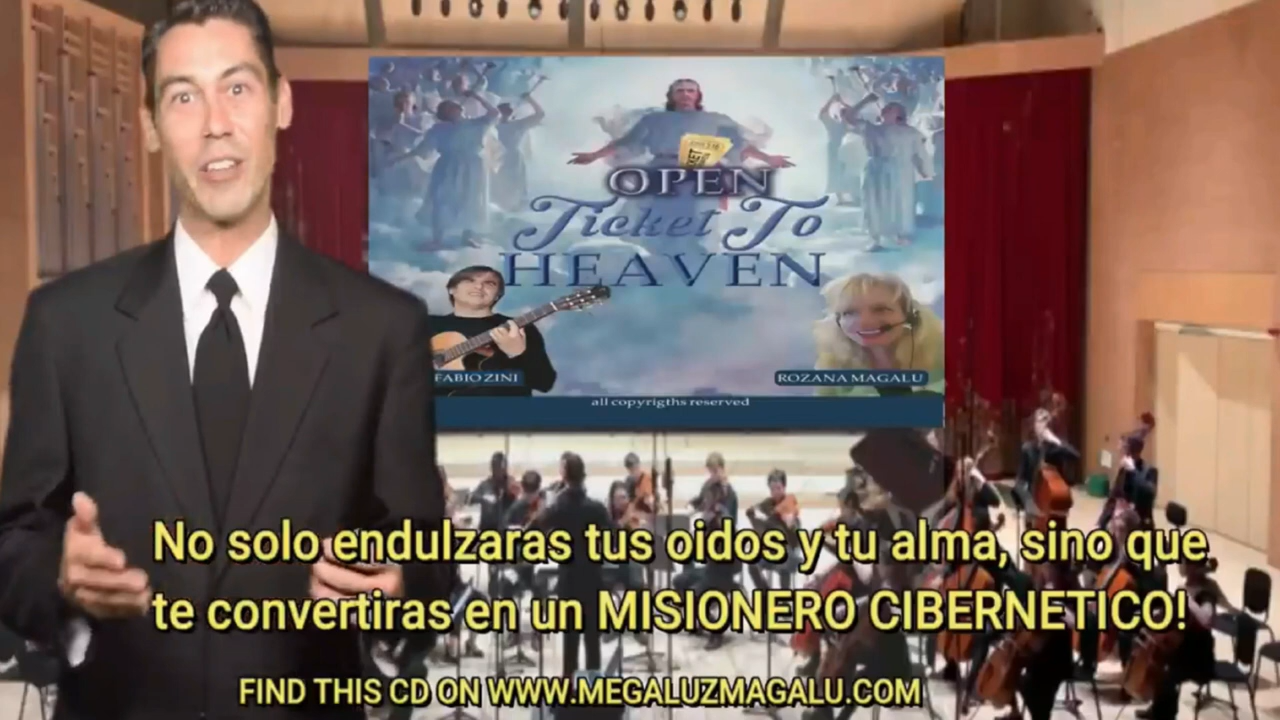 OPEN
Ticket To
HEAVEN
FABIO ZINI
ROZANA MAGALU
all copyrigths reserved
No solo endulzaras tus oidos y tu alma, sino que
te convertiras en un MISIONERO CIBERNETICO!
FIND THIS CD ON WWW.MEGALUZMAGALU.COM